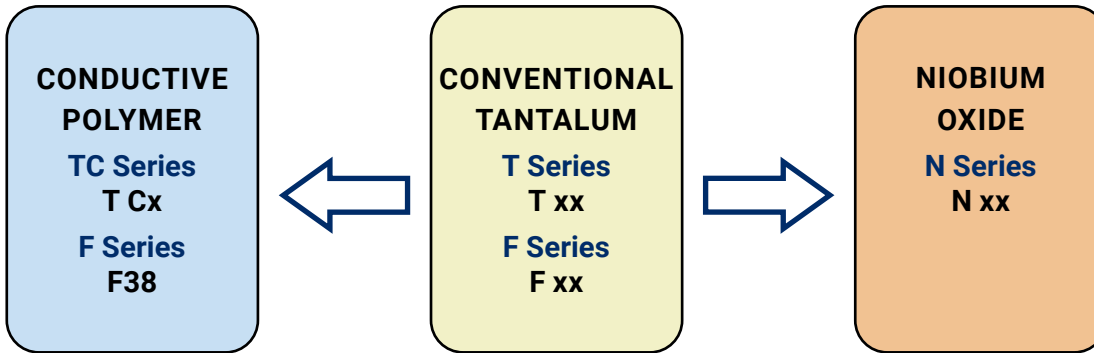 CONDUCTIVE
POLYMER
TC Series
T Cx
F Series
F38
CONVENTIONAL
TANTALUM
T Series
T xx
F Series
F xx
NIOBIUM
OXIDE
N Series
N xx